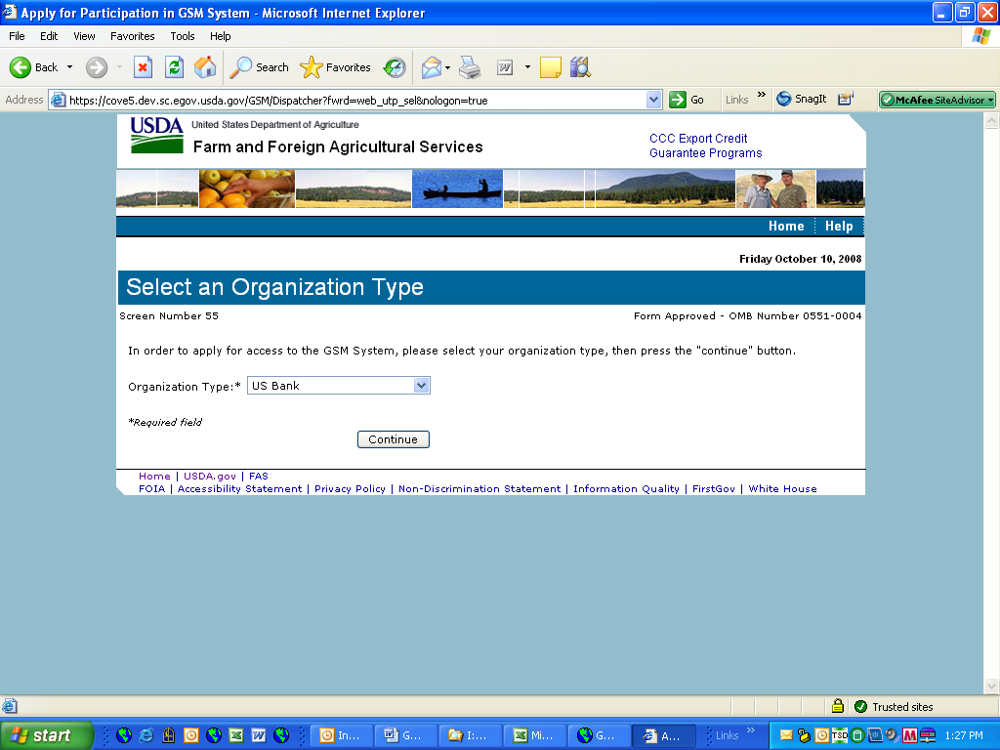 Apply for Participation in GSM System - Microsoft Internet Explorer
File Edit View Favorites Tools Help
Back Search Favorites
Address https://cove5.dev.sc.egov.usda.gov/GSM/Dispatcher?fwrd=web_utp_sel&nologon=true Go Links » SnagIt McAfee SiteAdvisor
USDA United States Department of Agriculture
Farm and Foreign Agricultural Services
CCC Export Credit
Guarantee Programs
Home Help
Friday October 10, 2008
Select an Organization Type
Screen Number 55 Form Approved - OMB Number 0551-0004
In order to apply for access to the GSM System, please select your organization type, then press the "continue" button.
Organization Type:* US Bank
*Required field
Continue
Home | USDA.gov | FAS
FOIA | Accessibility Statement | Privacy Policy | Non-Discrimination Statement | Information Quality | FirstGov | White House
Trusted sites
start In... G... I:... Mi... G... A... Links » TSD 1:27 PM